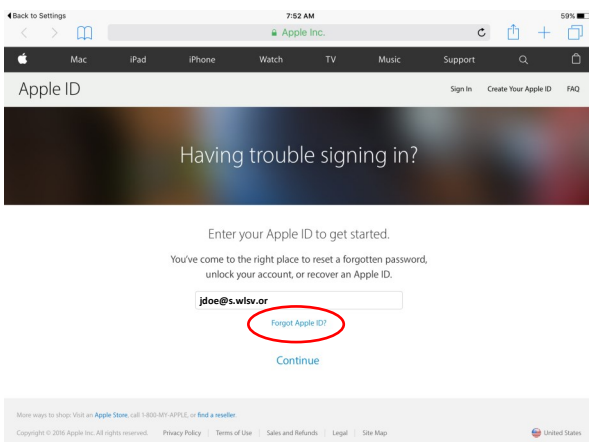 Back to Settings 7:52 AM 59%
Apple Inc.
Mac iPad iPhone Watch TV Music Support
Apple ID Sign In Create Your Apple ID FAQ
Having trouble signing in?
Enter your Apple ID to get started.
You've come to the right place to reset a forgotten password,
unlock your account, or recover an Apple ID.
jdoe@s.wlsv.or
Forgot Apple ID?
Continue
More ways to shop: Visit an Apple Store, call 1-800-MY-APPLE, or find a reseller.
Copyright © 2016 Apple Inc. All rights reserved. Privacy Policy Terms of Use Sales and Refunds Legal Site Map United States